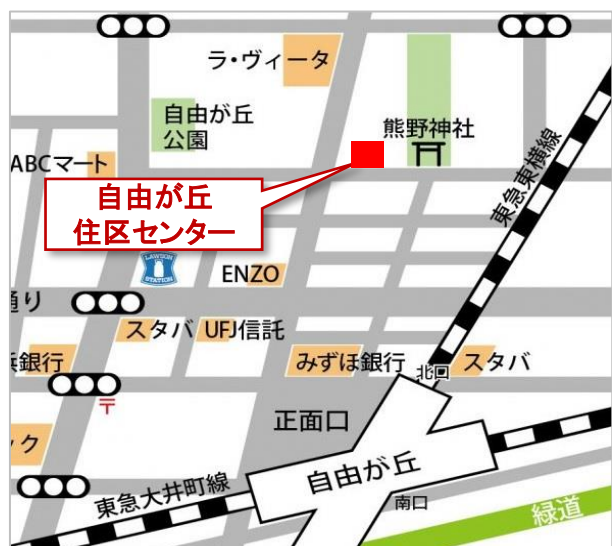 ラ・ヴィータ
自由が丘
公園
熊野神社
ABCマート
東急東横線
自由が丘
住区センター
LAWSON
STATION
ENZO
通り
スタバ
UFJ信託
浜銀行
みずほ銀行
北口
スタバ
〒
正面口
ック
自由が丘
東急大井町線
南口
緑道